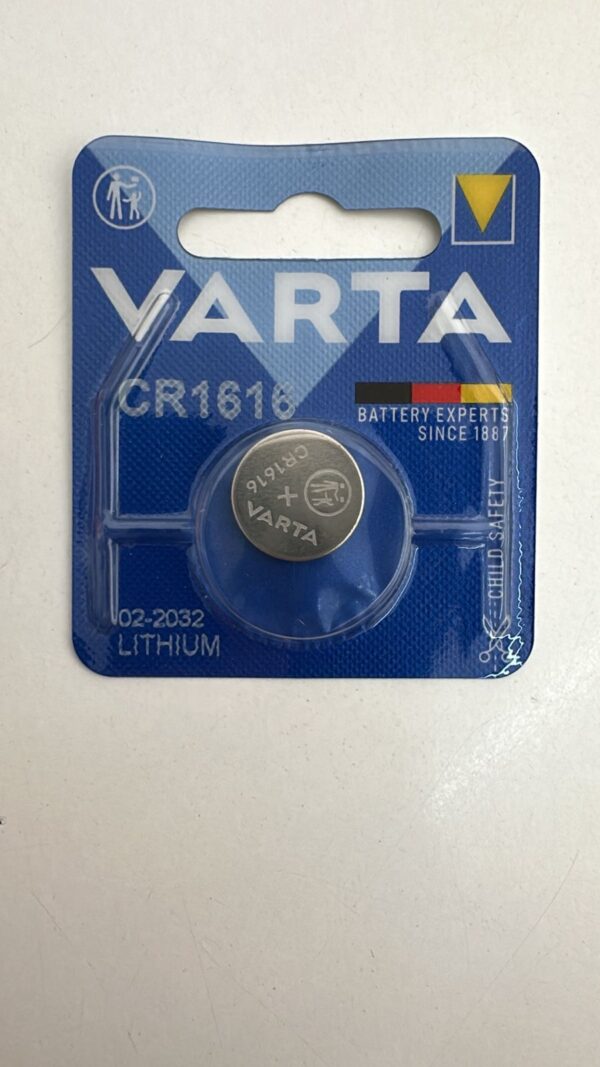 VARTA
CR1616
BATTERY EXPERTS
SINCE 1887
CR1616
+
VARTA
CHILD SAFETY
02-2032
LITHIUM